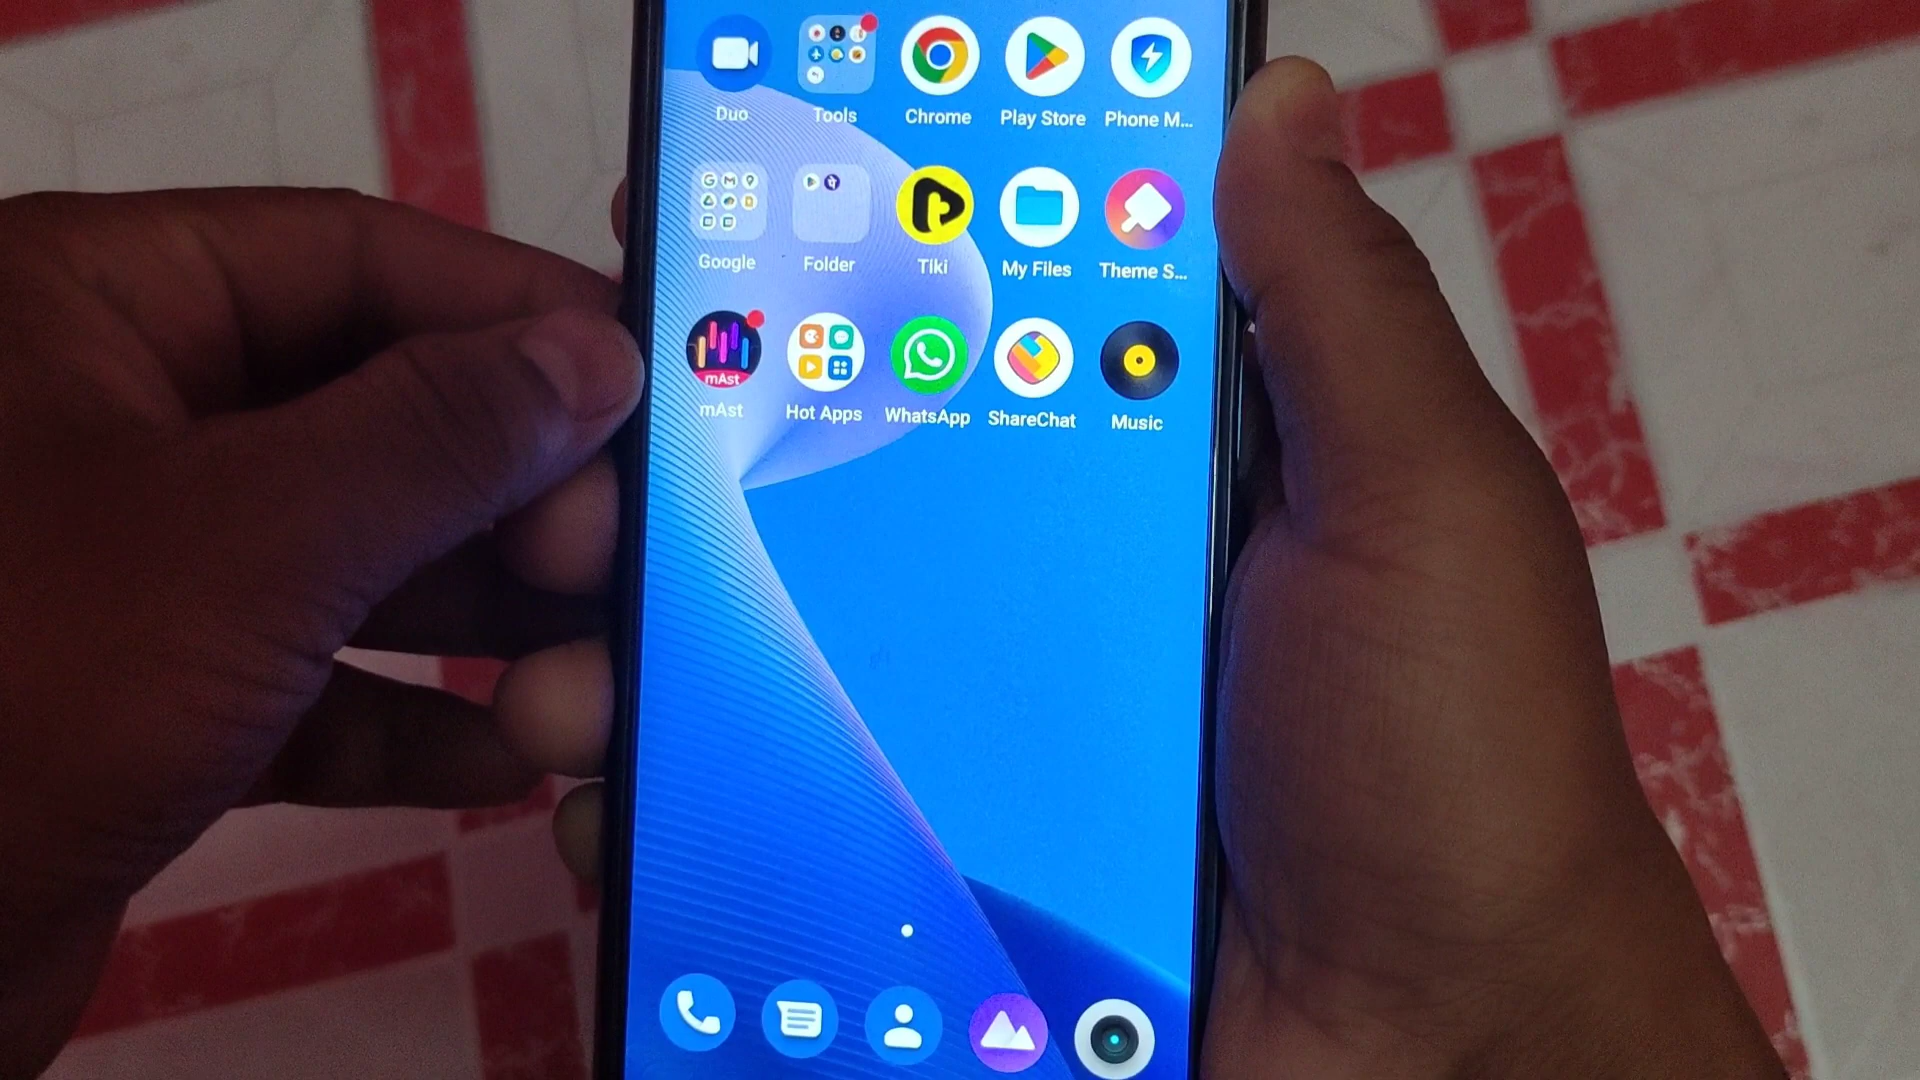 Duo Tools Chrome Play Store Phone M...
Google Folder Tiki My Files Theme S...
mAst
mAst Hot Apps WhatsApp ShareChat Music